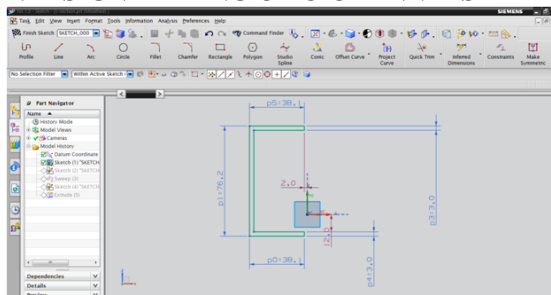 SIEMENS
Task Edit View Insert Format Tools Information Analysis Preferences Help
Finish Sketch SKETCH_000 Command Finder
Profile Line Arc Circle Fillet Chamfer Rectangle Polygon Studio Spline Conic Offset Curve Project Curve Quick Trim Inferred Dimensions Constraints Make Symmetric
No Selection Filter Within Active Sketch
Part Navigator
Name
History Mode
Model Views
Cameras
Model History
Datum Coordinate
Sketch (1) "SKETCH
Sketch (2) "SKETCH
Sweep (3)
Sketch (4) "SKETCH
Extrude (5)
Dependencies
Details
Preview
p5=38.1
p1=76.2
2.0
p3=3.0
12.0
p0=38.1
p4=3.0